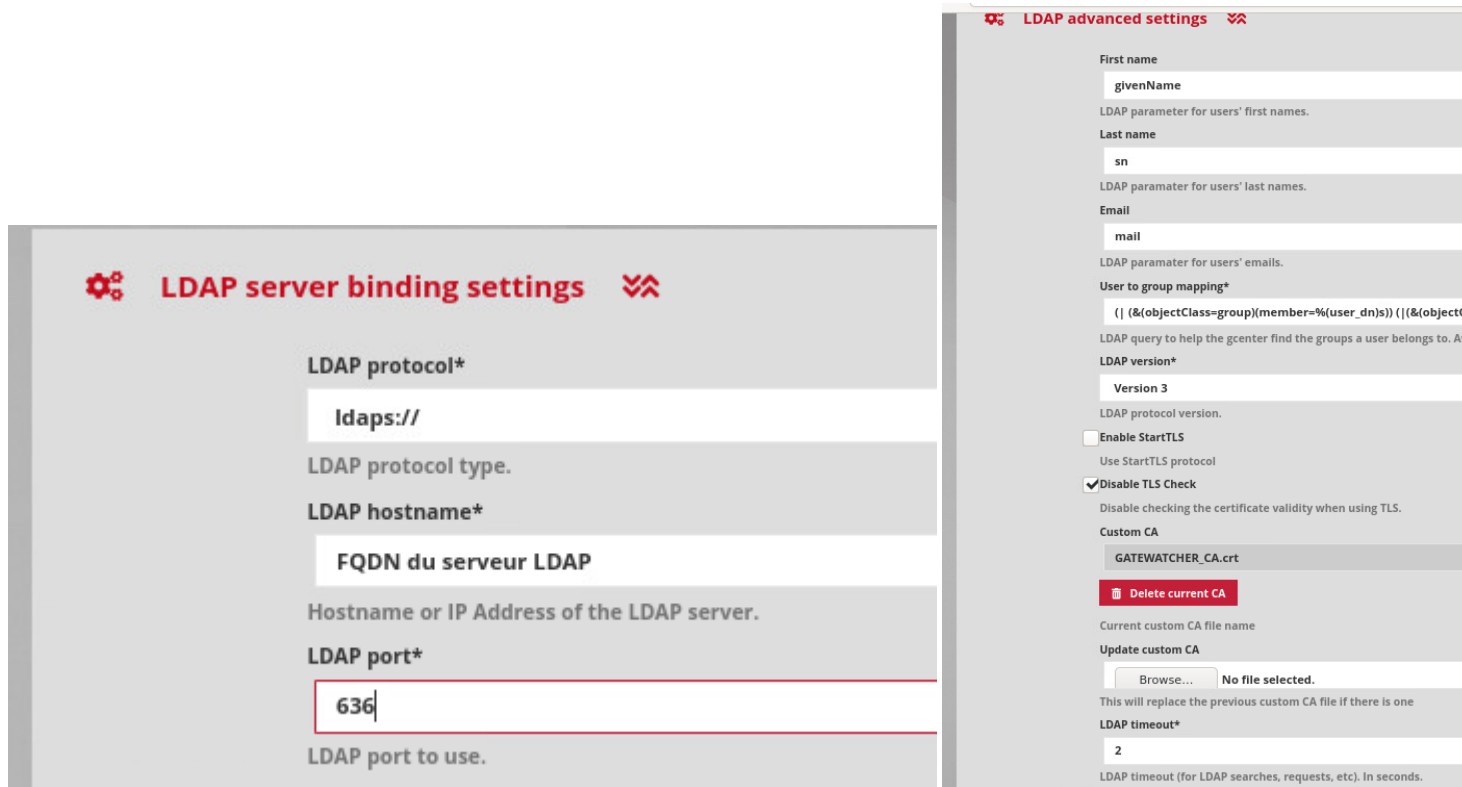 LDAP server binding settings
LDAP protocol*
ldaps://
LDAP protocol type.
LDAP hostname*
FQDN du serveur LDAP
Hostname or IP Address of the LDAP server.
LDAP port*
636
LDAP port to use.
LDAP advanced settings
First name
givenName
LDAP parameter for users' first names.
Last name
sn
LDAP paramater for users' last names.
Email
mail
LDAP paramater for users' emails.
User to group mapping*
(| (&(objectClass=group)(member=%(user_dn)s)) (|(&(object
LDAP query to help the gcenter find the groups a user belongs to.
LDAP version*
Version 3
LDAP protocol version.
Enable StartTLS
Use StartTLS protocol
Disable TLS Check
Disable checking the certificate validity when using TLS.
Custom CA
GATEWATCHER_CA.crt
Delete current CA
Current custom CA file name
Update custom CA
Browse... No file selected.
This will replace the previous custom CA file if there is one
LDAP timeout*
2
LDAP timeout (for LDAP searches, requests, etc). In seconds.